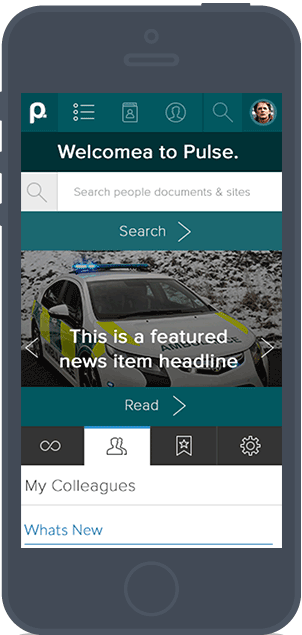 p.
Welcomea to Pulse.
Search people documents & sites
Search
This is a featured
news item headline
Read
My Colleagues
Whats New